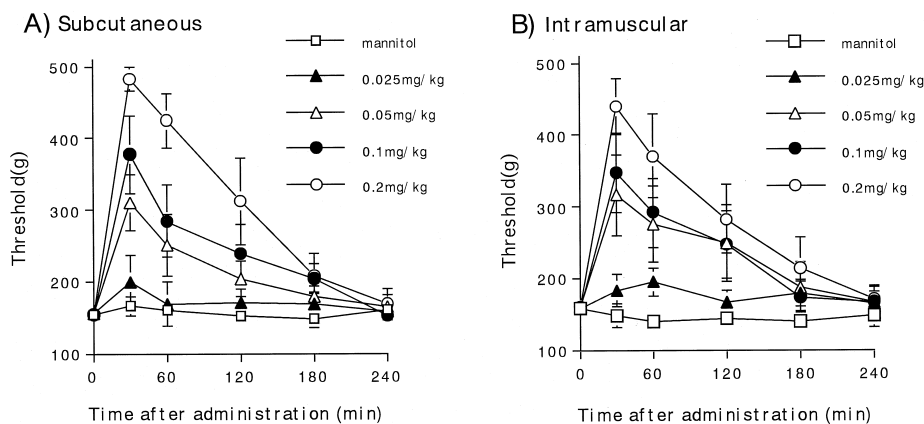 A) Subcutaneous
mannitol
0.025mg/kg
0.05mg/kg
0.1mg/kg
0.2mg/kg
500
400
300
200
100
Threshold(g)
0 60 120 180 240
Time after administration (min)
B) Intramuscular
mannitol
0.025mg/kg
0.05mg/kg
0.1mg/kg
0.2mg/kg
500
400
300
200
100
Threshold(g)
0 60 120 180 240
Time after administration (min)